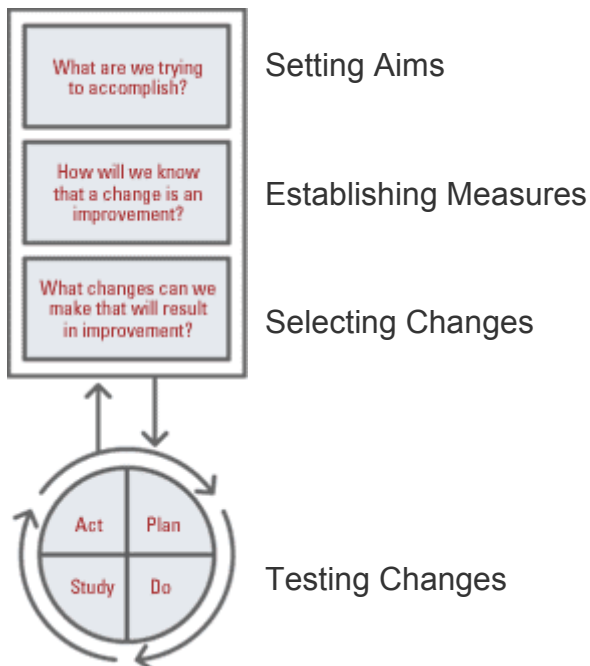 What are we trying
to accomplish?
Setting Aims
How will we know
that a change is an
improvement?
Establishing Measures
What changes can we
make that will result
in improvement?
Selecting Changes
Act
Plan
Study
Do
Testing Changes